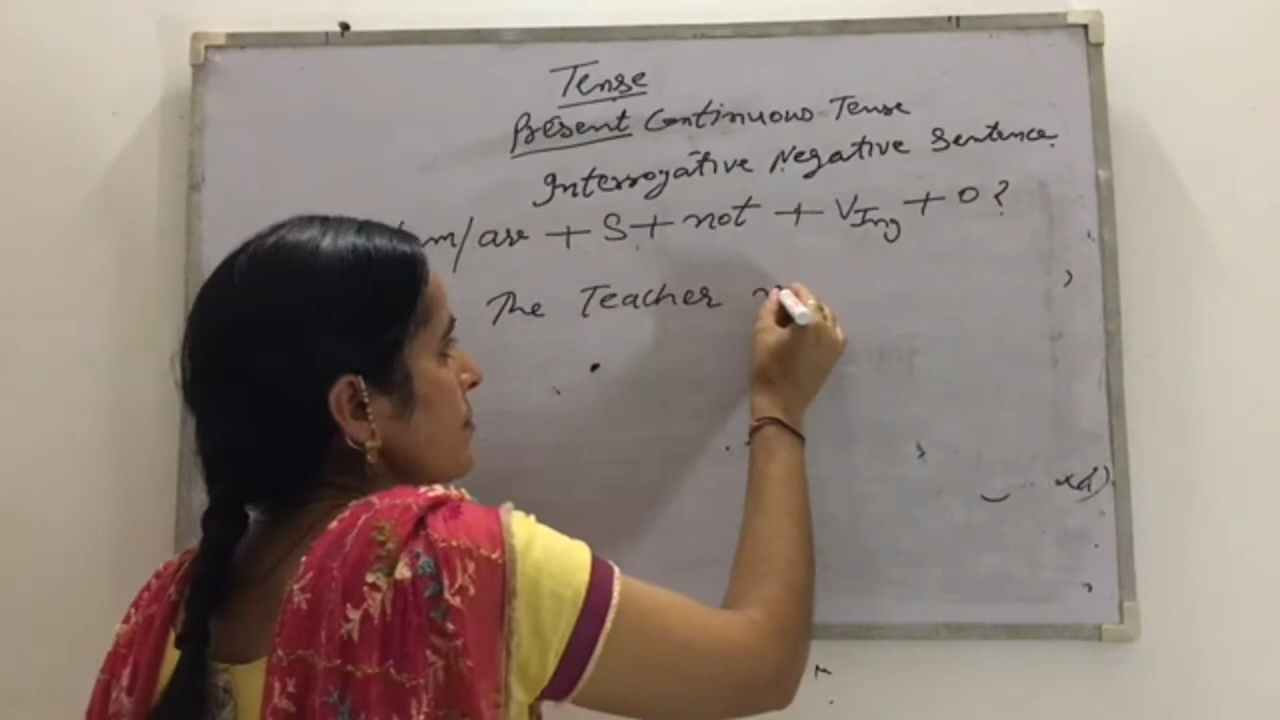 Tense
Present Continuous Tense
Interrogative Negative Sentence
am/are + S + not + VIng + O ?
The Teacher